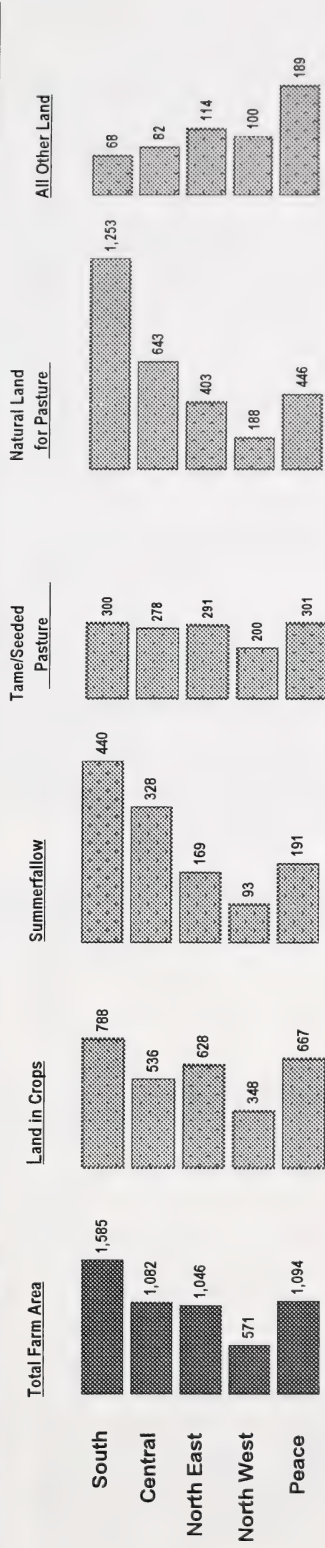 Total Farm Area
Land in Crops
Summerfallow
Tame/Seeded
Pasture
Natural Land
for Pasture
All Other Land
South
1,585
788
440
300
1,253
68
Central
1,082
536
328
278
643
82
North East
1,046
628
169
291
403
114
North West
571
348
93
200
188
100
Peace
1,094
667
191
301
446
189